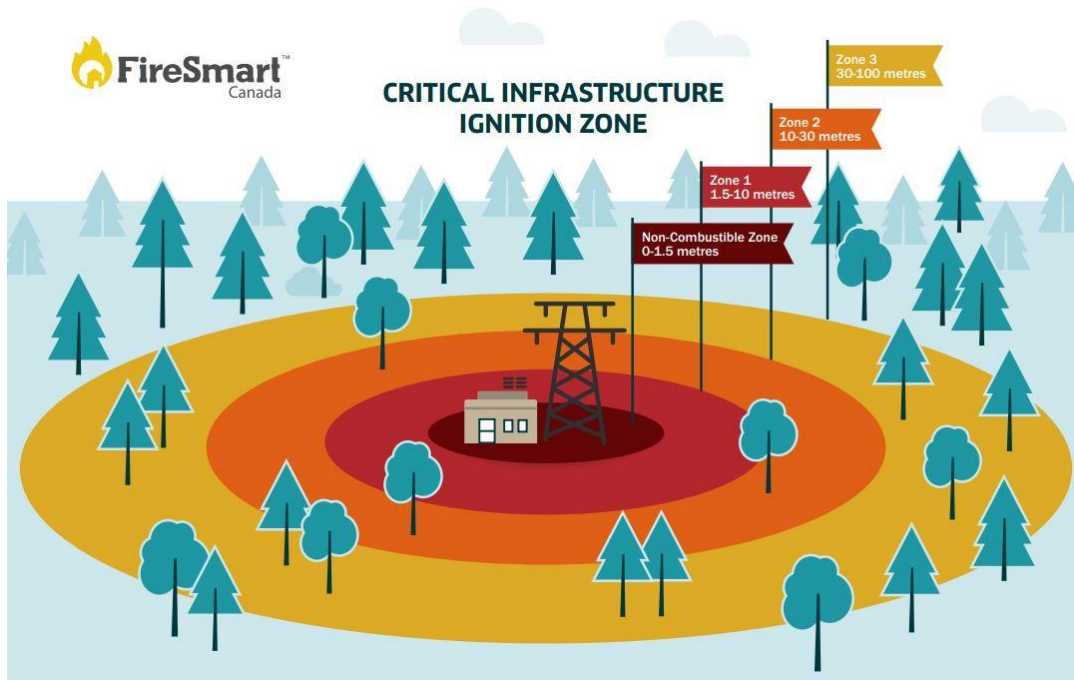 FireSmart™
Canada
CRITICAL INFRASTRUCTURE
IGNITION ZONE
Zone 3
30-100 metres
Zone 2
10-30 metres
Zone 1
1.5-10 metres
Non-Combustible Zone
0-1.5 metres